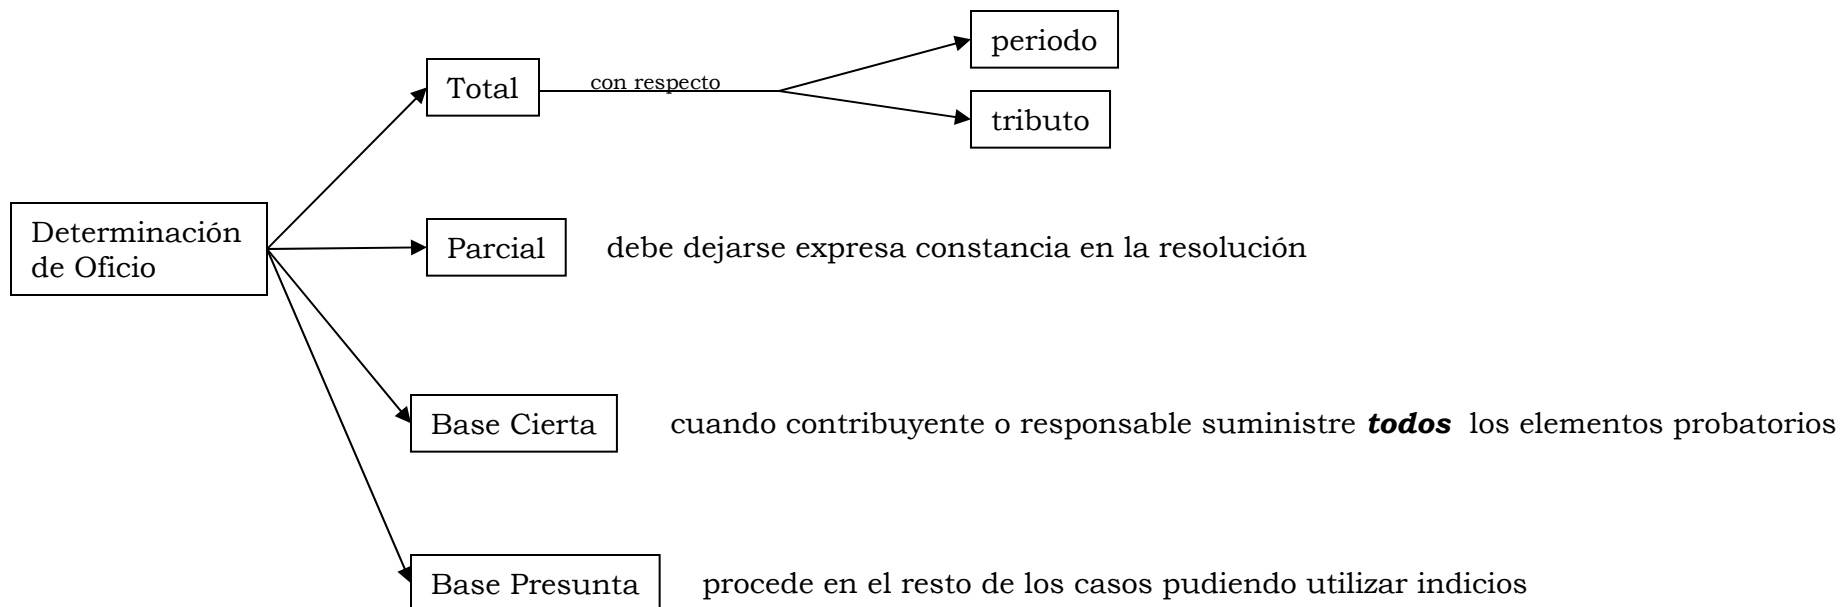 periodo
Total
con respecto
tributo
Determinación
de Oficio
Parcial
debe dejarse expresa constancia en la resolución
Base Cierta
cuando contribuyente o responsable suministre todos los elementos probatorios
Base Presunta
procede en el resto de los casos pudiendo utilizar indicios